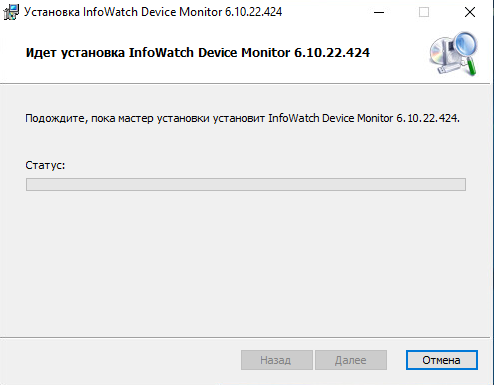 Установка InfoWatch Device Monitor 6.10.22.424
Идет установка InfoWatch Device Monitor 6.10.22.424
Подождите, пока мастер установки установит InfoWatch Device Monitor 6.10.22.424.
Статус:
Назад
Далее
Отмена